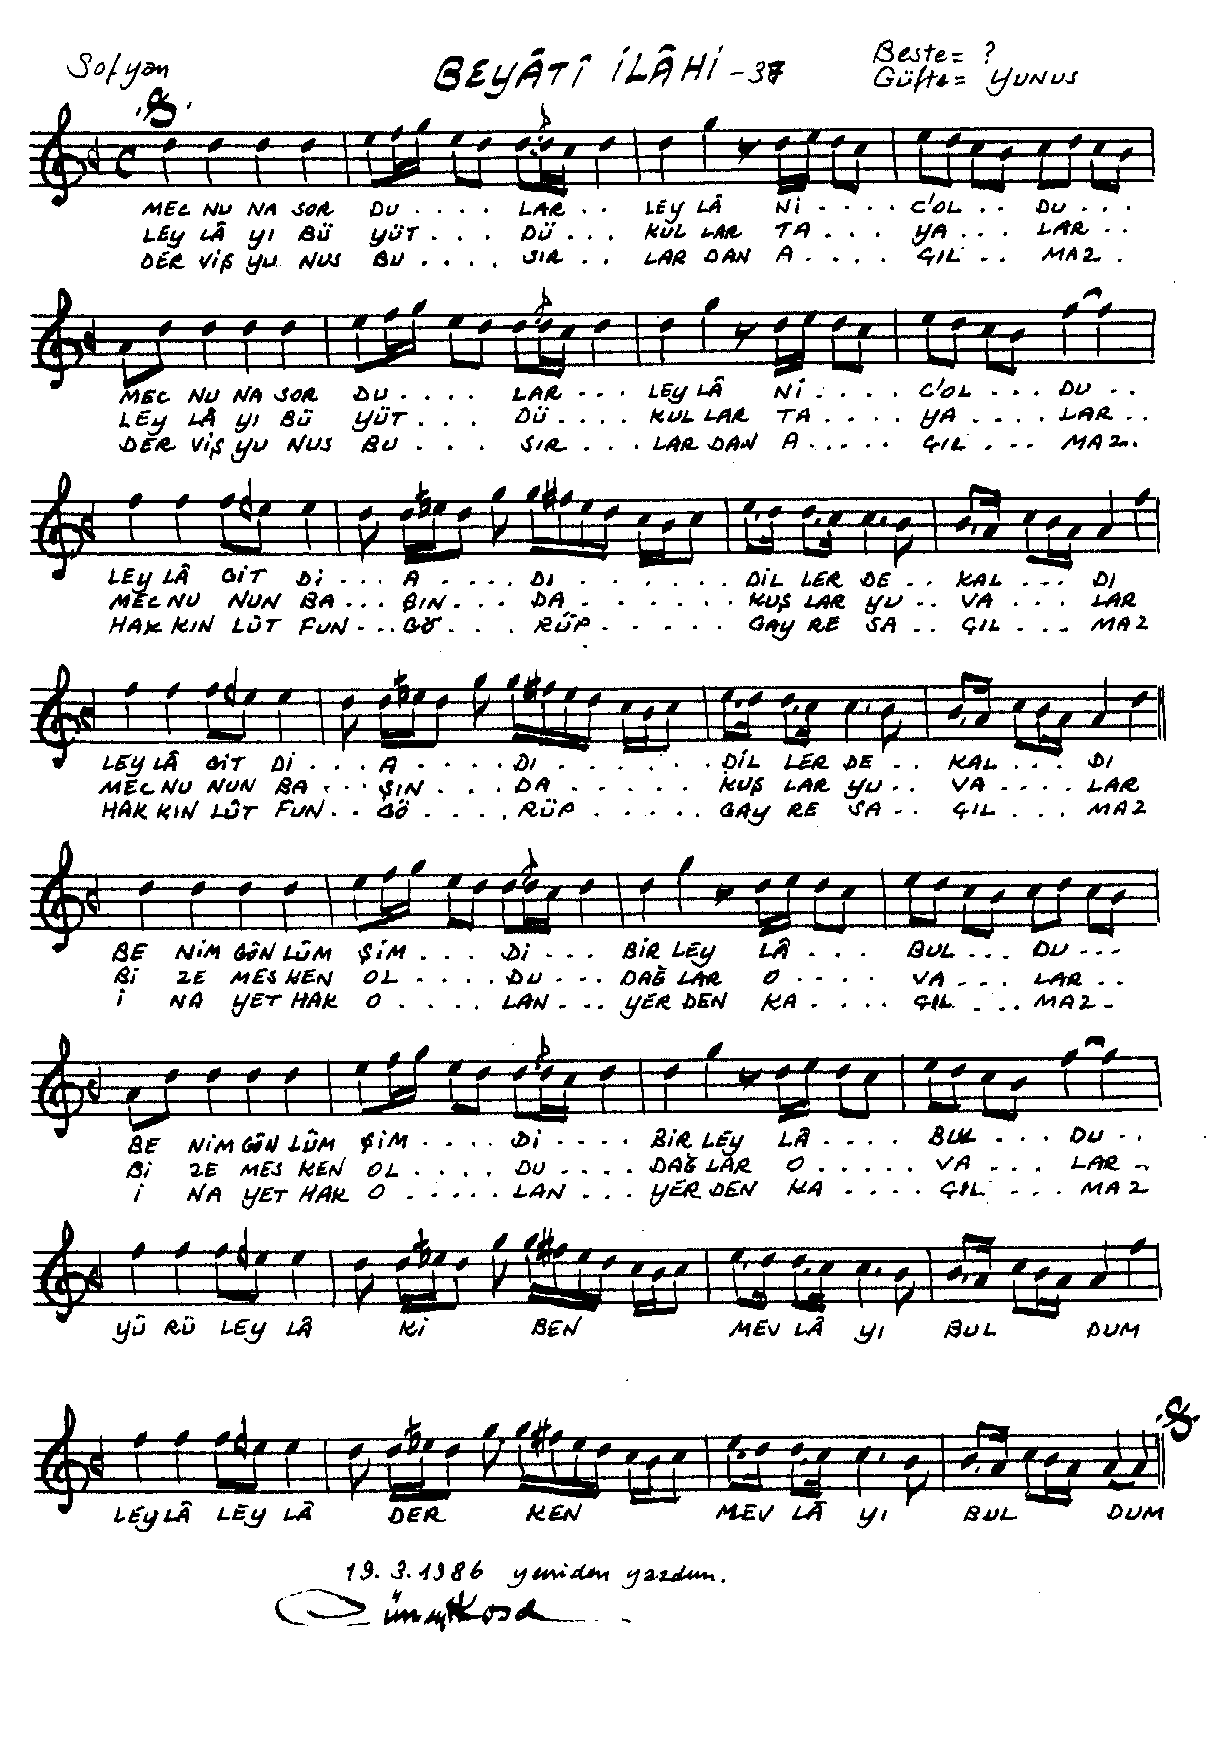 Sofyan
BEYÂTÎ İLÂHİ - 37
Beste = ?
Güfte = YUNUS
MEC NU NA SOR DU . . . . LAR . . LEY LÂ Nİ . . . . C'OL . . DU . . .
LEY LÂ YI BÜ YÜT . . . DÜ . . . KUL LAR TA . . . YA . . . LAR . .
DER VİŞ YU NUS BU . . . . SIR . . LAR DAN A . . . . ÇIL . . MAZ .
MEC NU NA SOR DU . . . . LAR . . . LEY LÂ Nİ . . . . C'OL . . . DU . .
LEY LÂ YI BÜ YÜT . . . DÜ . . . . KUL LAR TA . . . . YA . . . . LAR . .
DER VİŞ YU NUS BU . . . SIR . . . LAR DAN A . . . . . ÇIL . . . MAZ . .
LEY LÂ GİT Dİ . . . A . . . . DI . . . . . . . DİL LER DE . . KAL . . . DI
MEC NU NUN BA . . . ŞIN . . . DA . . . . . . . KUŞ LAR YU . . VA . . . LAR
HAK KIN LÛT FUN . . . GÖ . . . RÜP . . . . . GAY RE SA . . ÇIL . . . MAZ
LEY LÂ GİT Dİ . . . A . . . . DI . . . . . . DİL LER DE . . KAL . . . DI
MEC NU NUN BA . . . ŞIN . . . DA . . . . . KUŞ LAR YU . . VA . . . . LAR
HAK KIN LÛT FUN . . GÖ . . . . RÜP . . . . . GAY RE SA . . ÇIL . . . MAZ
BE NİM GÖN LÜM ŞİM . . . Dİ . . . BİR LEY LÂ . . . BUL . . . DU . . .
Bİ ZE MES KEN OL . . . . DU . . . DAĞ LAR O . . . . VA . . . LAR . .
İ NA YET HAK O . . . . LAN . . . YER DEN KA . . . . ÇIL . . . MAZ .
BE NİM GÖN LÜM ŞİM . . . . Dİ . . . . BİR LEY LÂ . . . . BUL . . . DU . .
Bİ ZE MES KEN OL . . . . . DU . . . . DAĞ LAR O . . . . . VA . . . LAR .
İ NA YET HAK O . . . . . LAN . . . YER DEN KA . . . . ÇIL . . . MAZ
YÜ RÜ LEY LÂ Kİ BEN MEV LÂ YI BUL DUM
LEY LÂ LEY LÂ DER KEN MEV LÂ YI BUL DUM
19.3.1986 yeniden yazdım.